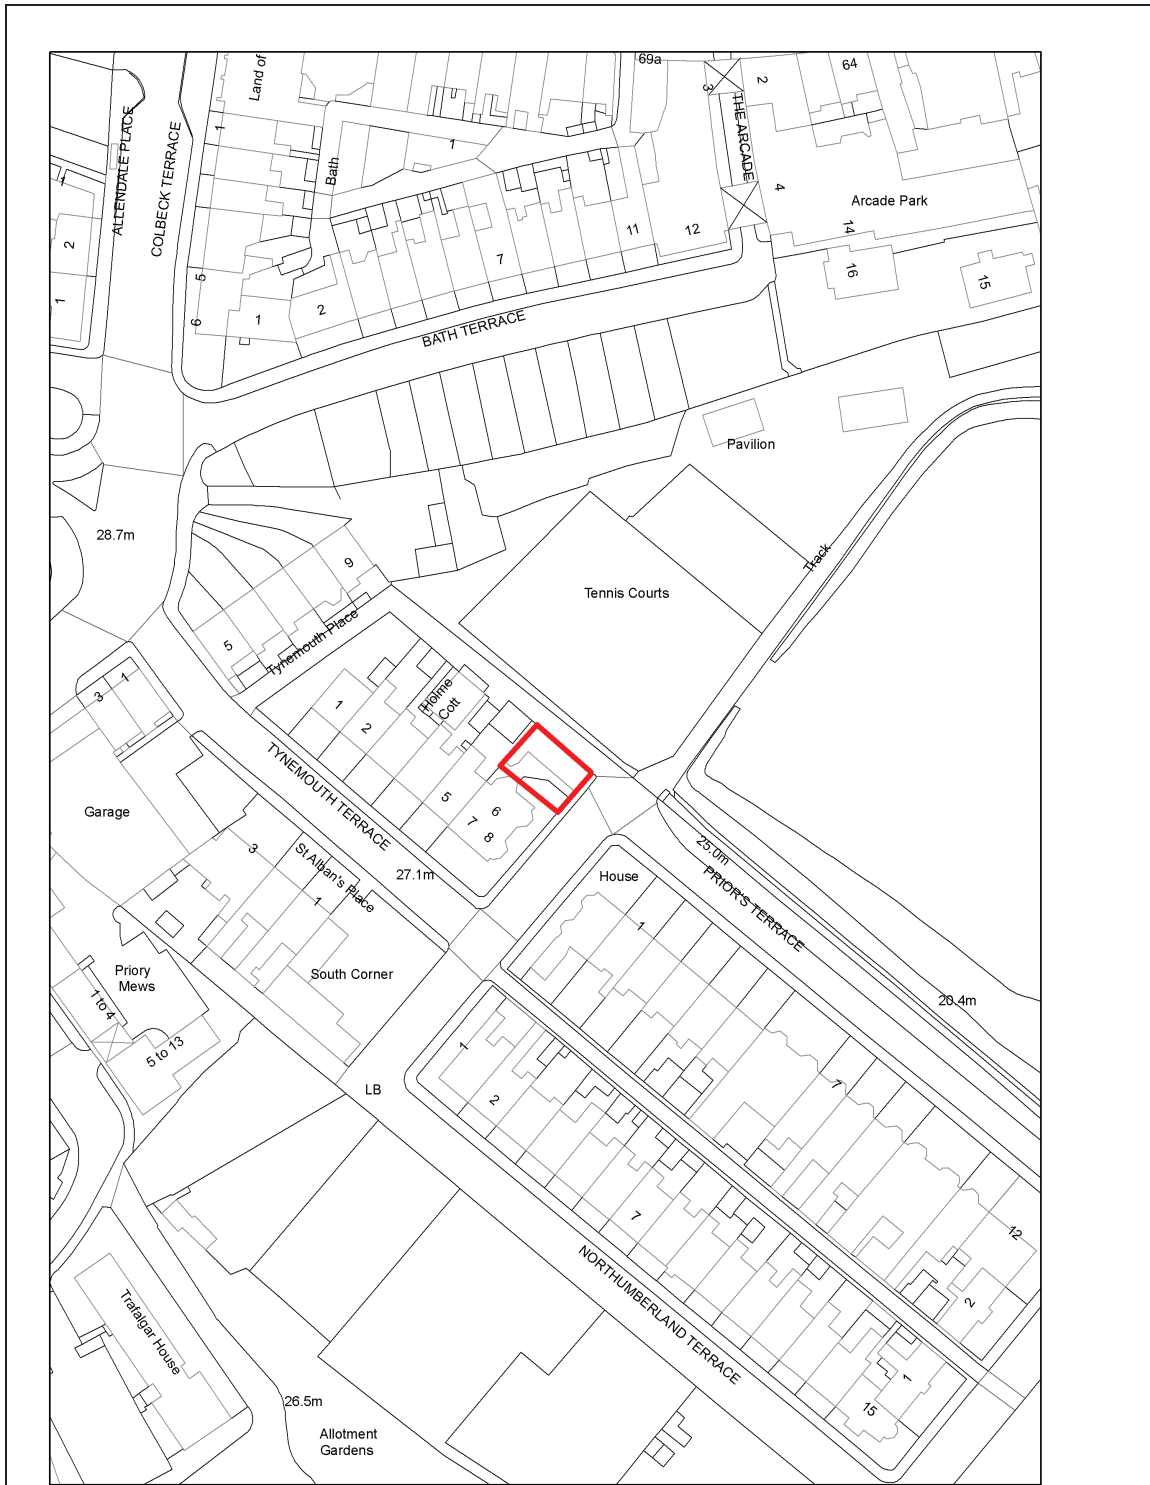 69a
64
Land of
2
3
1
THE ARCADE
1
ALLENDALE PLACE
COLBECK TERRACE
Bath
1
4
Arcade Park
2
11
12
14
7
5
16
15
1
2
6
1
BATH TERRACE
Pavilion
28.7m
9
Track
Tennis Courts
5
Tynemouth Place
3
1
Holme
Cott
1
2
TYNEMOUTH TERRACE
5
6
7
8
Garage
3
St Alban's Place
27.1m
25.0m
House
PRIOR'S TERRACE
1
1
Priory
Mews
South Corner
1 to 4
20.4m
5 to 13
1
LB
2
7
7
12
NORTHUMBERLAND TERRACE
2
Trafalgar House
1
15
26.5m
Allotment
Gardens